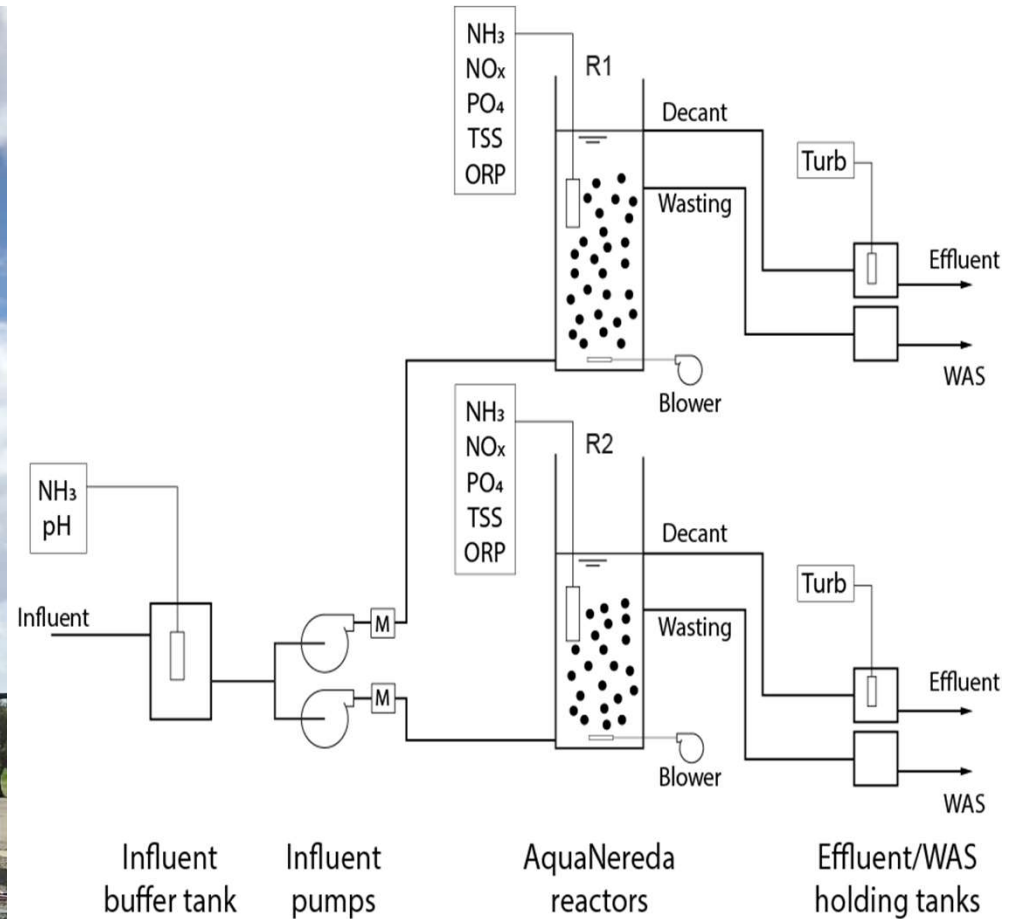 NH₃
NOx
PO₄
TSS
ORP
R1
Decant
Wasting
Turb
Effluent
WAS
Blower
NH₃
NOx
PO₄
TSS
ORP
R2
Decant
Wasting
Turb
Effluent
WAS
Blower
NH₃
pH
Influent
M
M
Influent
buffer tank
Influent
pumps
AquaNereda
reactors
Effluent/WAS
holding tanks